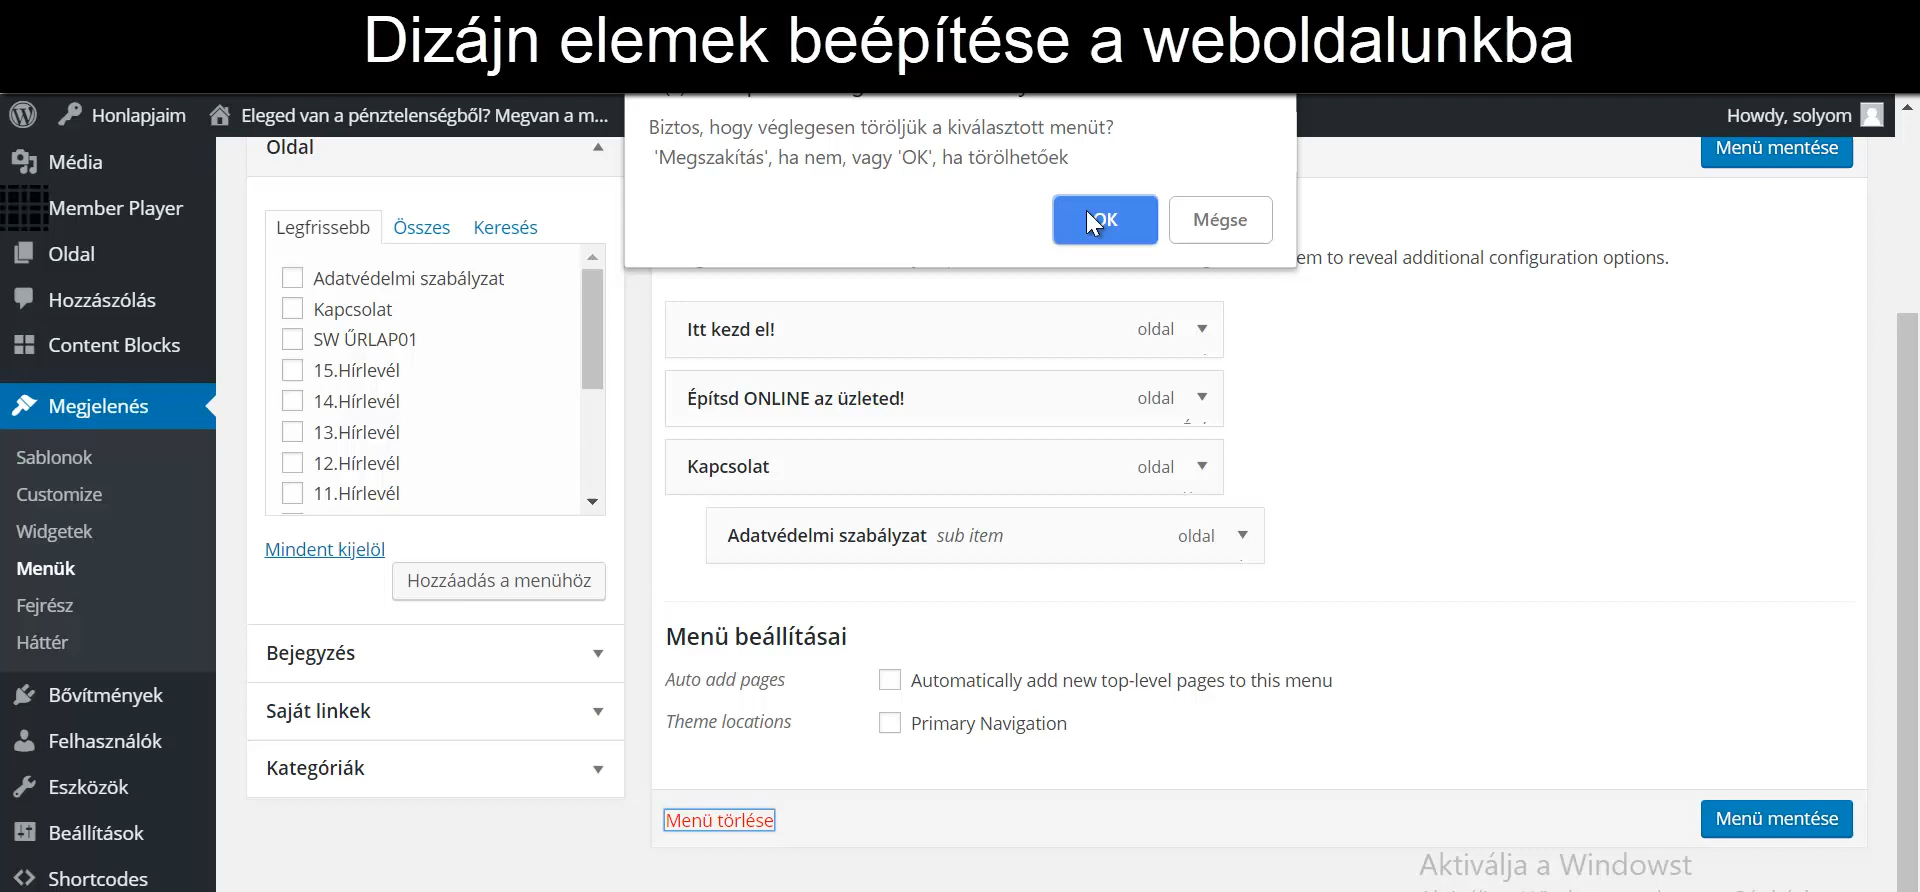 Dizájn elemek beépítése a weboldalunkba
Honlapjaim
Eleged van a pénztelenségből? Megvan a m...
Howdy, solyom
Média
Member Player
Oldal
Hozzászólás
Content Blocks
Megjelenés
Sablonok
Customize
Widgetek
Menük
Fejrész
Háttér
Bővítmények
Felhasználók
Eszközök
Beállítások
Shortcodes
Oldal
Legfrissebb Összes Keresés
Adatvédelmi szabályzat
Kapcsolat
SW ŰRLAP01
15.Hírlevél
14.Hírlevél
13.Hírlevél
12.Hírlevél
11.Hírlevél
Mindent kijelöl
Hozzáadás a menühöz
Bejegyzés
Saját linkek
Kategóriák
Biztos, hogy véglegesen töröljük a kiválasztott menüt?
'Megszakítás', ha nem, vagy 'OK', ha törölhetőek
OK Mégse
Menü mentése
em to reveal additional configuration options.
Itt kezd el! oldal
Építsd ONLINE az üzleted! oldal
Kapcsolat oldal
Adatvédelmi szabályzat sub item oldal
Menü beállításai
Auto add pages Automatically add new top-level pages to this menu
Theme locations Primary Navigation
Menü törlése Menü mentése
Aktiválja a Windowst